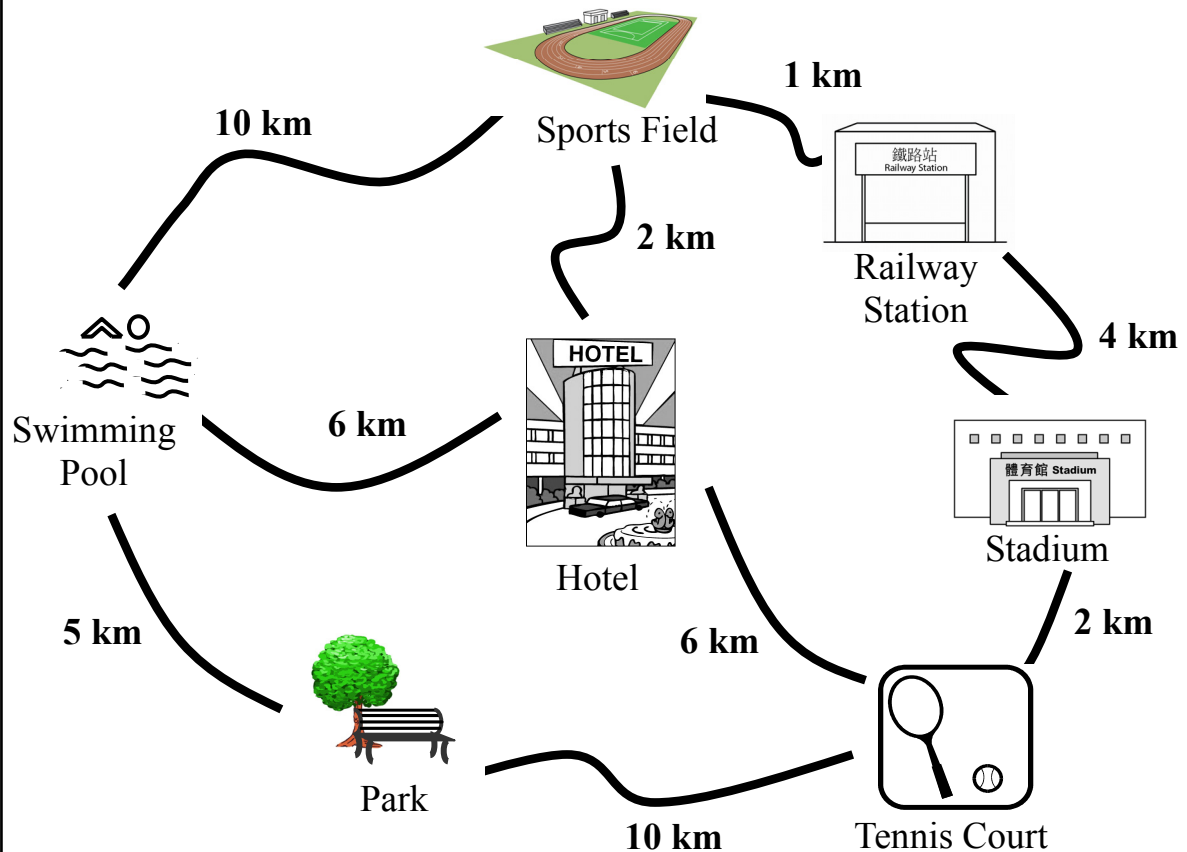 1 km
10 km
Sports Field
鐵路站
Railway Station
2 km
Railway
Station
4 km
HOTEL
Swimming
Pool
6 km
體育館 Stadium
Stadium
Hotel
5 km
6 km
2 km
Park
10 km
Tennis Court